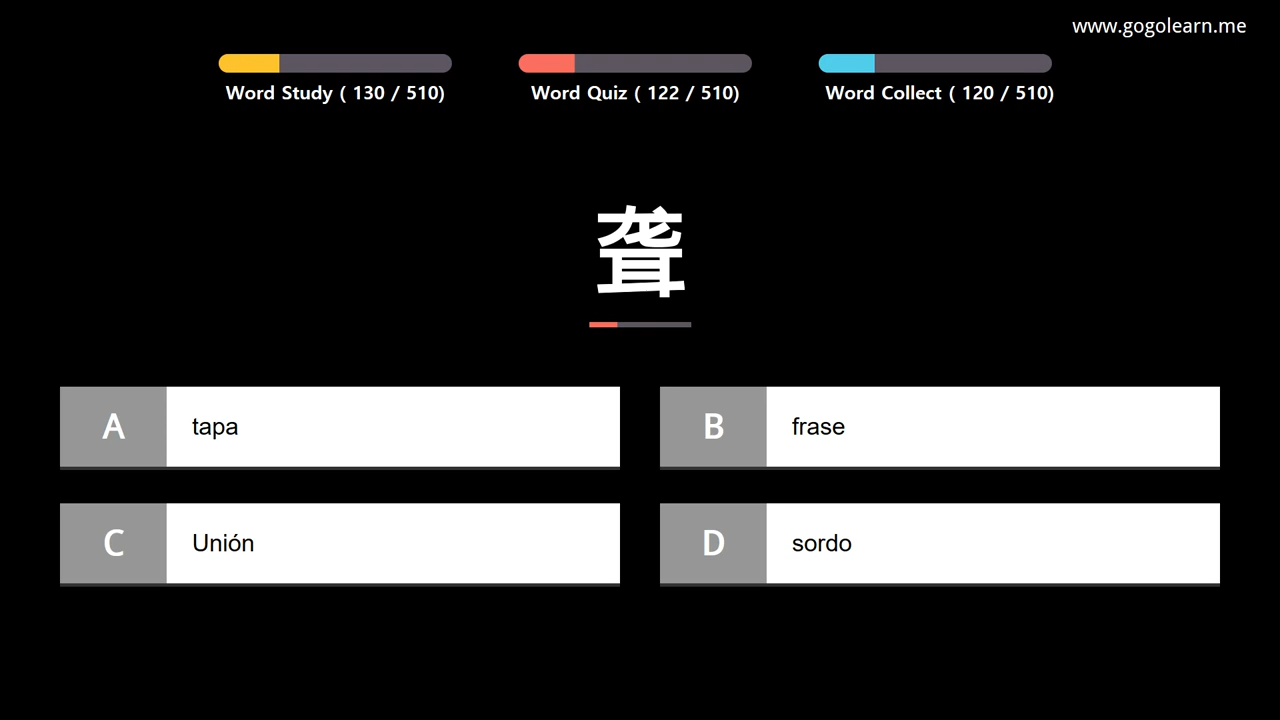 www.gogolearn.me
Word Study ( 130 / 510)
Word Quiz ( 122 / 510)
Word Collect ( 120 / 510)
聋
A tapa
B frase
C Unión
D sordo